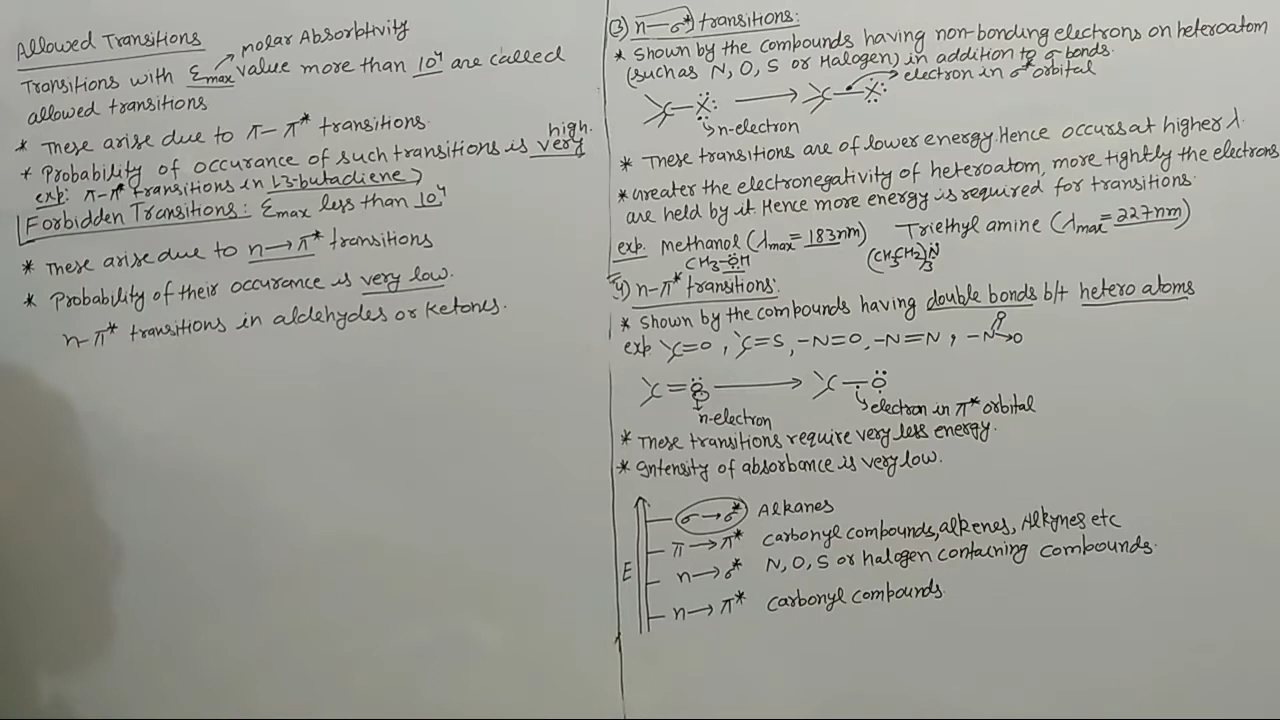 Allowed Transitions
molar Absorbtivity
Transitions with Ɛmax value more than 10⁴ are called
allowed transitions
* These arise due to π-π* transitions.
* Probability of occurance of such transitions is very high.
exp: π-π* transitions in 1,3-butadiene
Forbidden Transitions: Ɛmax less than 10⁴
* These arise due to n→π* transitions
* Probability of their occurance is very low.
n-π* transitions in aldehydes or ketones.
③ n-σ* transitions:
* Shown by the compounds having non-bonding electrons on heteroatom
(such as N, O, S or Halogen) in addition to σ bonds.
electron in σ* orbital
C-X: → C-X:
n-electron
* These transitions are of lower energy. Hence occurs at higher λ.
* Greater the electronegativity of heteroatom, more tightly the electrons
are held by it. Hence more energy is required for transitions.
exp. methanol (λmax = 183nm) Triethyl amine (λmax = 227nm)
CH3-ÖH (CH3CH2)3N̈
4) n-π* transitions:
* Shown by the compounds having double bonds b/t hetero atoms
exp. C=O, C=S, -N=O, -N=N, -N→O
O
C=Ö: → C-Ö
n-electron
electron in π* orbital
* These transitions require very less energy.
* Intensity of absorbance is very low.
σ→σ* Alkanes
π→π* Carbonyl compounds, alkenes, Alkynes etc
E
n→σ* N, O, S or halogen containing compounds.
n→π* Carbonyl compounds.